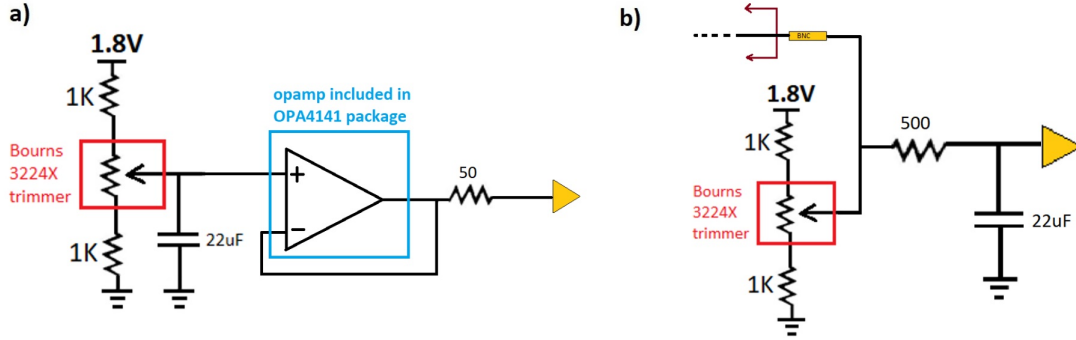 a)
1.8V
1K
Bourns
3224X
trimmer
1K
22uF
opamp included in
OPA4141 package
+
−
50
b)
BNC
1.8V
1K
Bourns
3224X
trimmer
1K
500
22uF